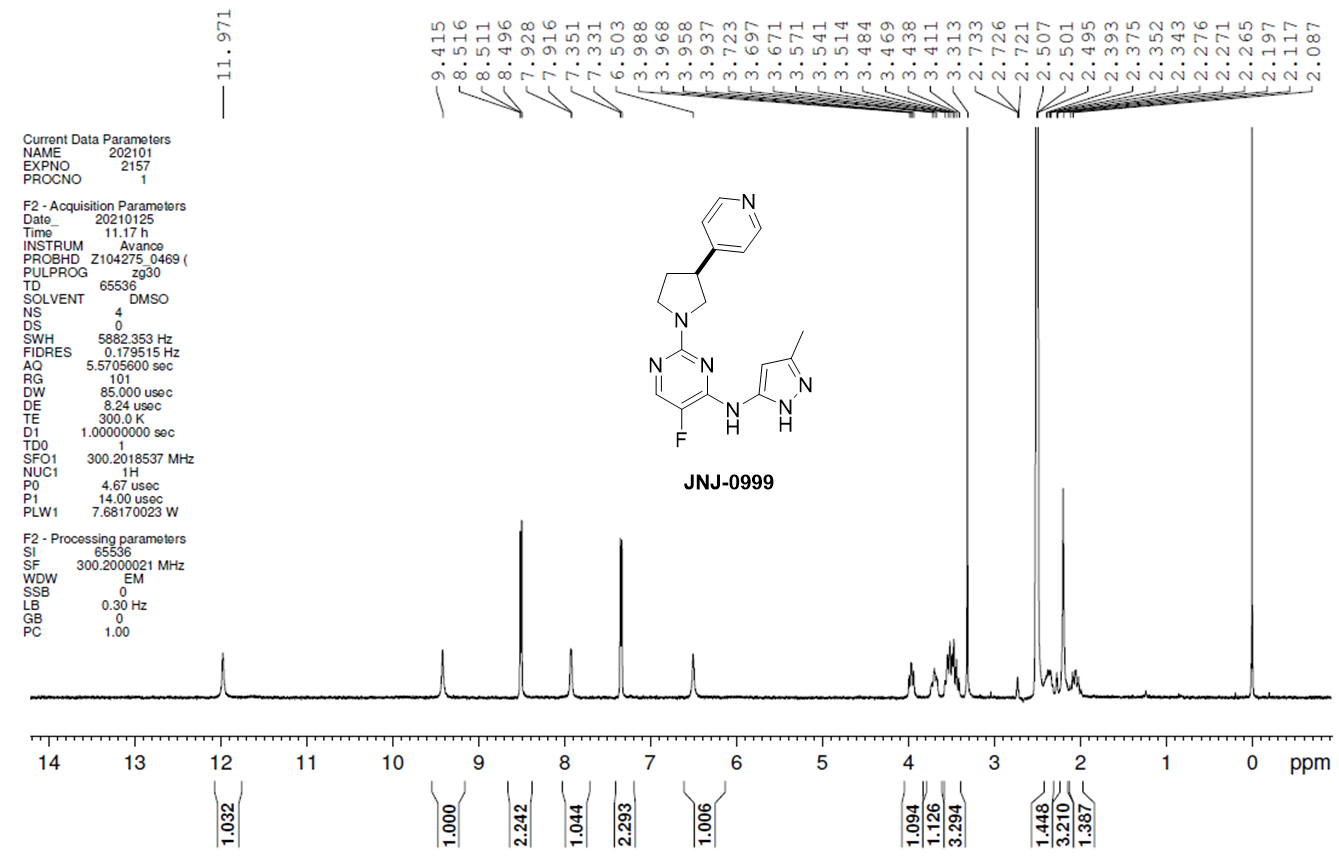 11.971
9.415
8.516
8.511
8.496
7.928
7.916
7.351
7.331
6.503
3.988
3.968
3.958
3.937
3.723
3.697
3.671
3.571
3.541
3.514
3.484
3.469
3.438
3.411
3.313
2.733
2.726
2.721
2.507
2.501
2.495
2.393
2.375
2.352
2.343
2.276
2.271
2.265
2.197
2.117
2.087
Current Data Parameters
NAME 202101
EXPNO 2157
PROCNO 1
F2 - Acquisition Parameters
Date_ 20210125
Time 11.17 h
INSTRUM Avance
PROBHD Z104275_0469 (
PULPROG zg30
TD 65536
SOLVENT DMSO
NS 4
DS 0
SWH 5882.353 Hz
FIDRES 0.179515 Hz
AQ 5.5705600 sec
RG 101
DW 85.000 usec
DE 8.24 usec
TE 300.0 K
D1 1.00000000 sec
TD0 1
SFO1 300.2018537 MHz
NUC1 1H
P0 4.67 usec
P1 14.00 usec
PLW1 7.68170023 W
F2 - Processing parameters
SI 65536
SF 300.2000021 MHz
WDW EM
SSB 0
LB 0.30 Hz
GB 0
PC 1.00
N
N
N
N
N
N
H
N
N
H
F
JNJ-0999
14 13 12 11 10 9 8 7 6 5 4 3 2 1 0 ppm
1.032
1.000
2.242
1.044
2.293
1.006
1.094
1.126
3.294
1.448
3.210
1.387